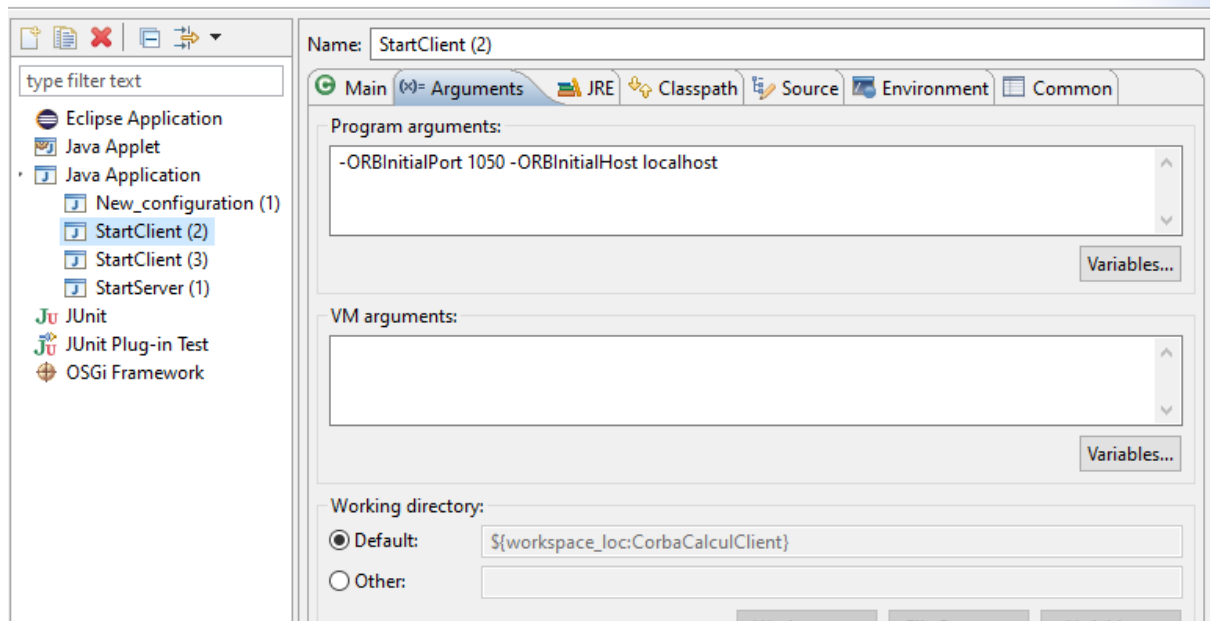 Name: StartClient (2)
type filter text
Eclipse Application
Java Applet
Java Application
New_configuration (1)
StartClient (2)
StartClient (3)
StartServer (1)
JUnit
JUnit Plug-in Test
OSGi Framework
Main (x)= Arguments JRE Classpath Source Environment Common
Program arguments:
-ORBInitialPort 1050 -ORBInitialHost localhost
Variables...
VM arguments:
Variables...
Working directory:
Default: ${workspace_loc:CorbaCalculClient}
Other: